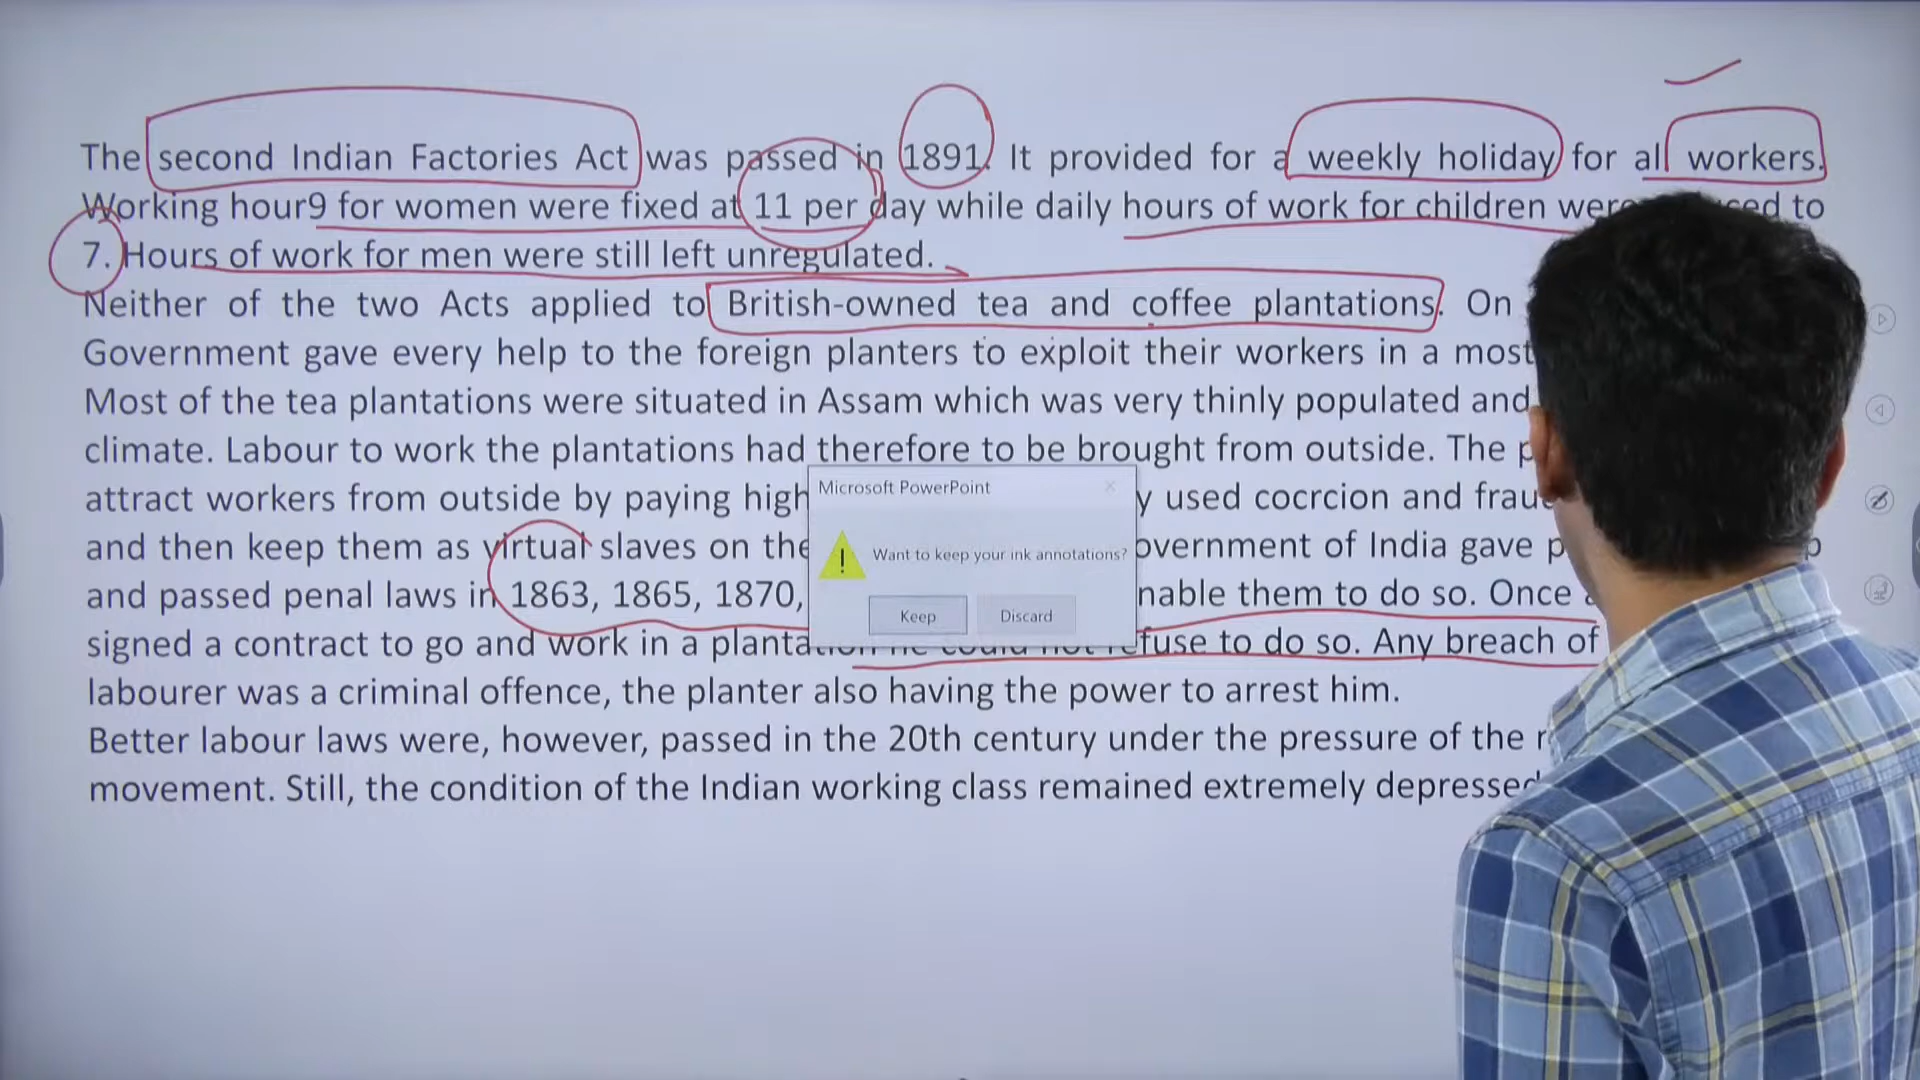 The second Indian Factories Act was passed in 1891. It provided for a weekly holiday for all workers.
Working hour9 for women were fixed at 11 per day while daily hours of work for children were to
7. Hours of work for men were still left unregulated.
Neither of the two Acts applied to British-owned tea and coffee plantations. On
Government gave every help to the foreign planters to exploit their workers in a most
Most of the tea plantations were situated in Assam which was very thinly populated and
climate. Labour to work the plantations had therefore to be brought from outside. The
attract workers from outside by paying high used cocrcion and
and then keep them as virtual slaves on the Government of India gave
and passed penal laws in 1863, 1865, 1870, them to do so. Once
signed a contract to go and work in a plantation he could not refuse to do so. Any breach of
labourer was a criminal offence, the planter also having the power to arrest him.
Better labour laws were, however, passed in the 20th century under the pressure of the
movement. Still, the condition of the Indian working class remained extremely depressed
Microsoft PowerPoint
Want to keep your ink annotations?
Keep Discard